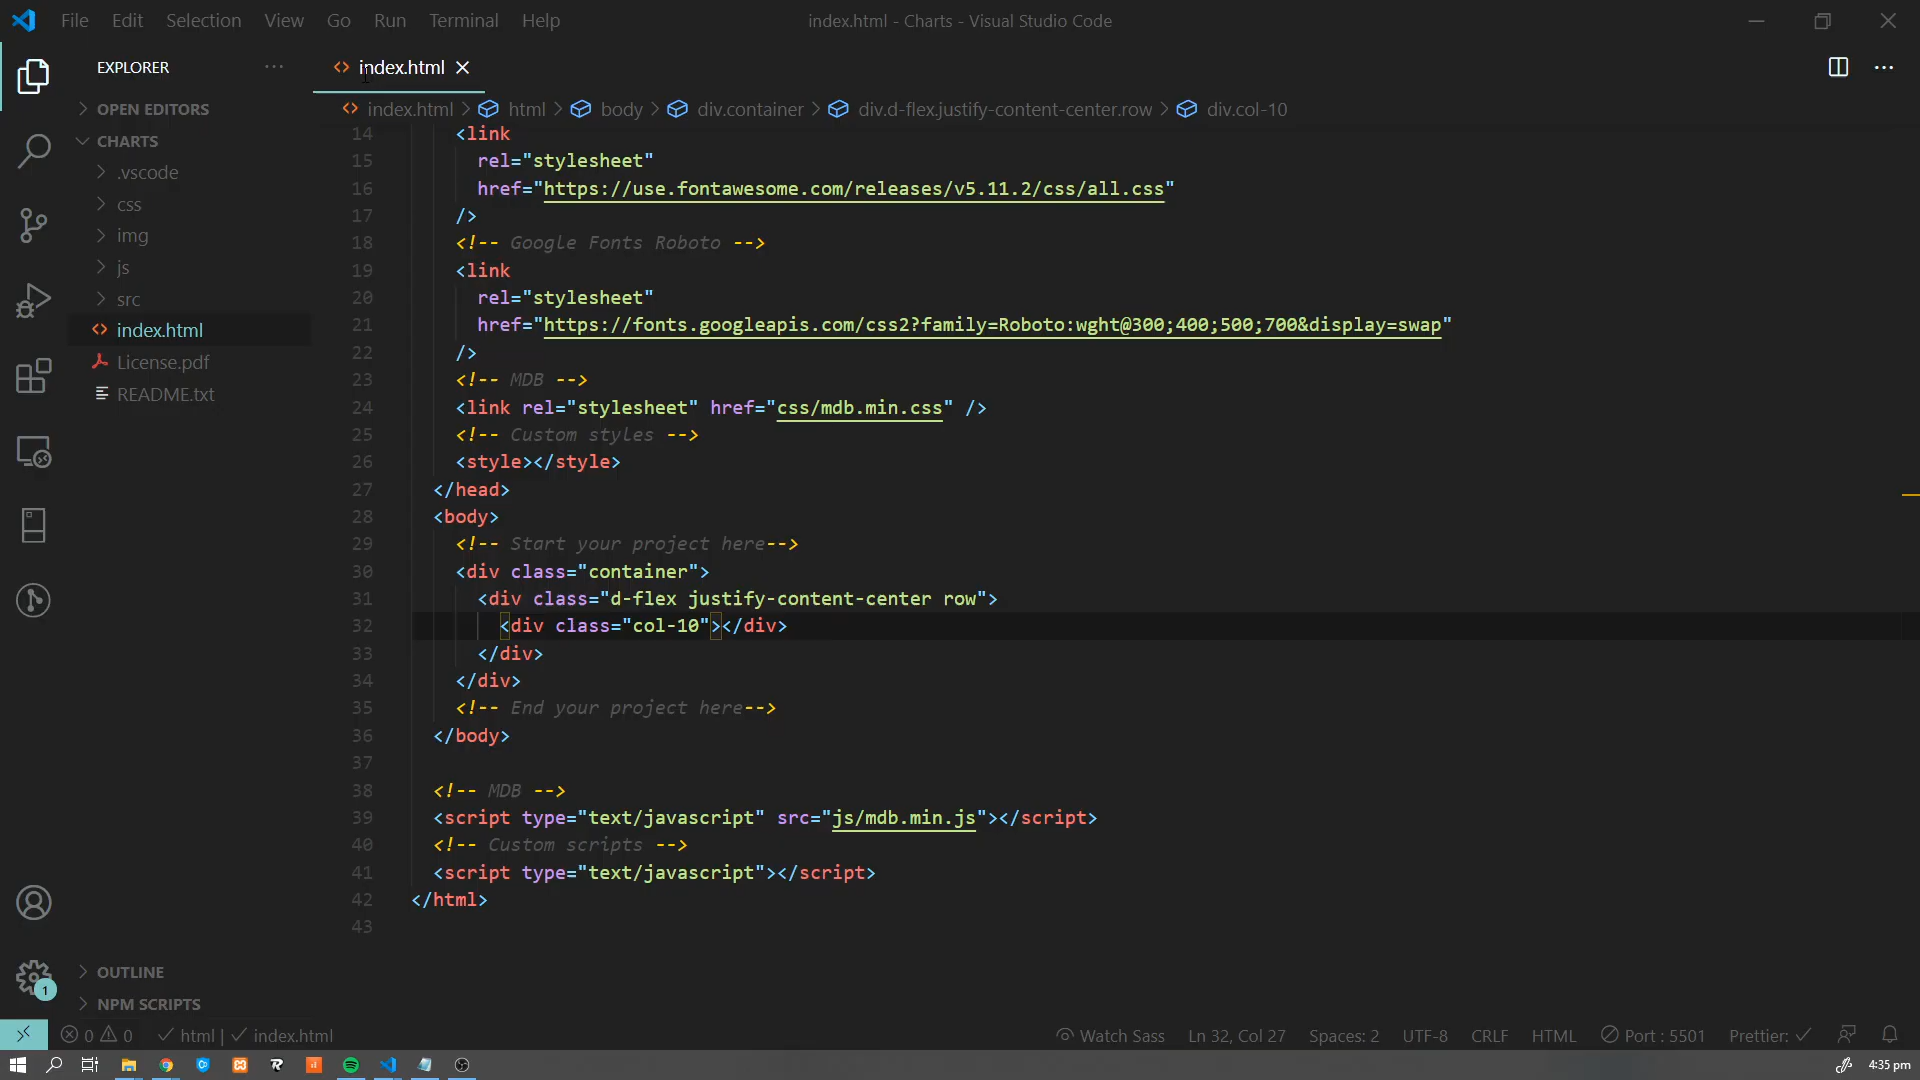 File Edit Selection View Go Run Terminal Help
index.html - Charts - Visual Studio Code
EXPLORER ···
index.html
index.html > html > body > div.container > div.d-flex.justify-content-center.row > div.col-10
OPEN EDITORS
CHARTS
.vscode
css
img
js
src
index.html
License.pdf
README.txt
14 <link
15 rel="stylesheet"
16 href="https://use.fontawesome.com/releases/v5.11.2/css/all.css"
17 />
18 <!-- Google Fonts Roboto -->
19 <link
20 rel="stylesheet"
21 href="https://fonts.googleapis.com/css2?family=Roboto:wght@300;400;500;700&display=swap"
22 />
23 <!-- MDB -->
24 <link rel="stylesheet" href="css/mdb.min.css" />
25 <!-- Custom styles -->
26 <style></style>
27 </head>
28 <body>
29 <!-- Start your project here-->
30 <div class="container">
31 <div class="d-flex justify-content-center row">
32 <div class="col-10"></div>
33 </div>
34 </div>
35 <!-- End your project here-->
36 </body>
37
38 <!-- MDB -->
39 <script type="text/javascript" src="js/mdb.min.js"></script>
40 <!-- Custom scripts -->
41 <script type="text/javascript"></script>
42 </html>
43
OUTLINE
NPM SCRIPTS
1
0 0 html | index.html
Watch Sass Ln 32, Col 27 Spaces: 2 UTF-8 CRLF HTML Port : 5501 Prettier:
4:35 pm